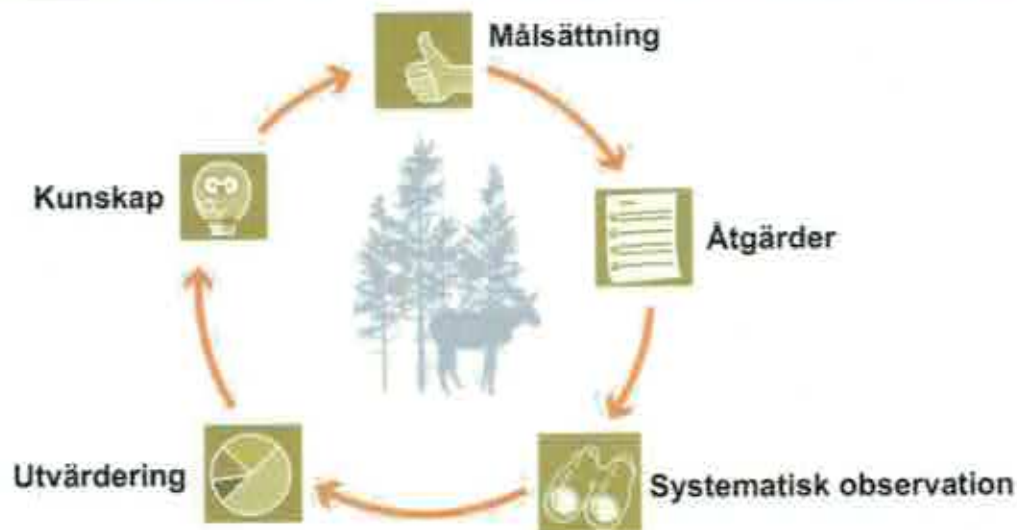 Målsättning
Åtgärder
Systematisk observation
Utvärdering
Kunskap